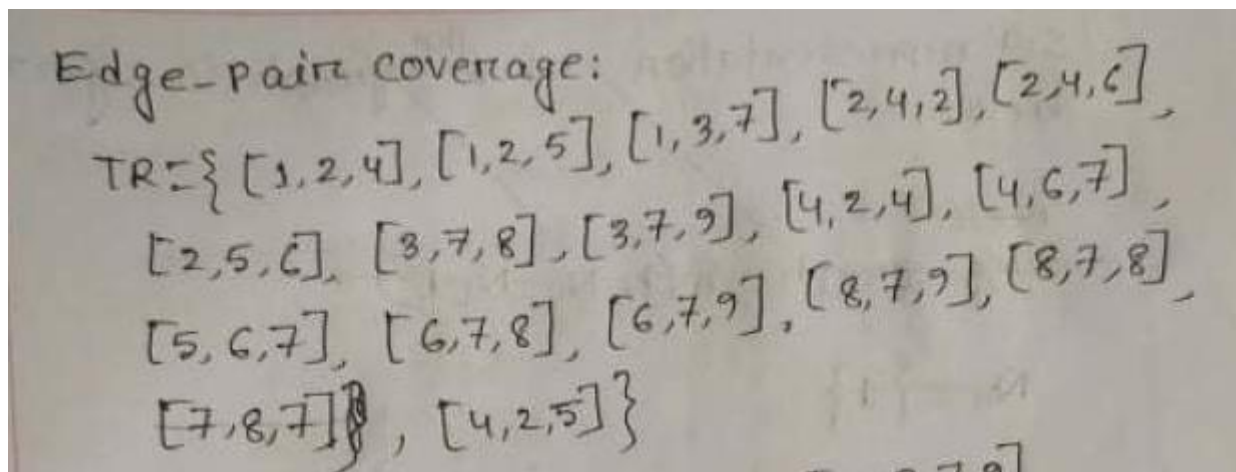 Edge-pair coverage:
TR={ [1,2,4], [1,2,5], [1,3,7], [2,4,2], [2,4,6],
[2,5,6], [3,7,8], [3,7,9], [4,2,4], [4,6,7],
[5,6,7], [6,7,8], [6,7,9], [8,7,9], [8,7,8],
[7,8,7], [4,2,5]}
7,9]